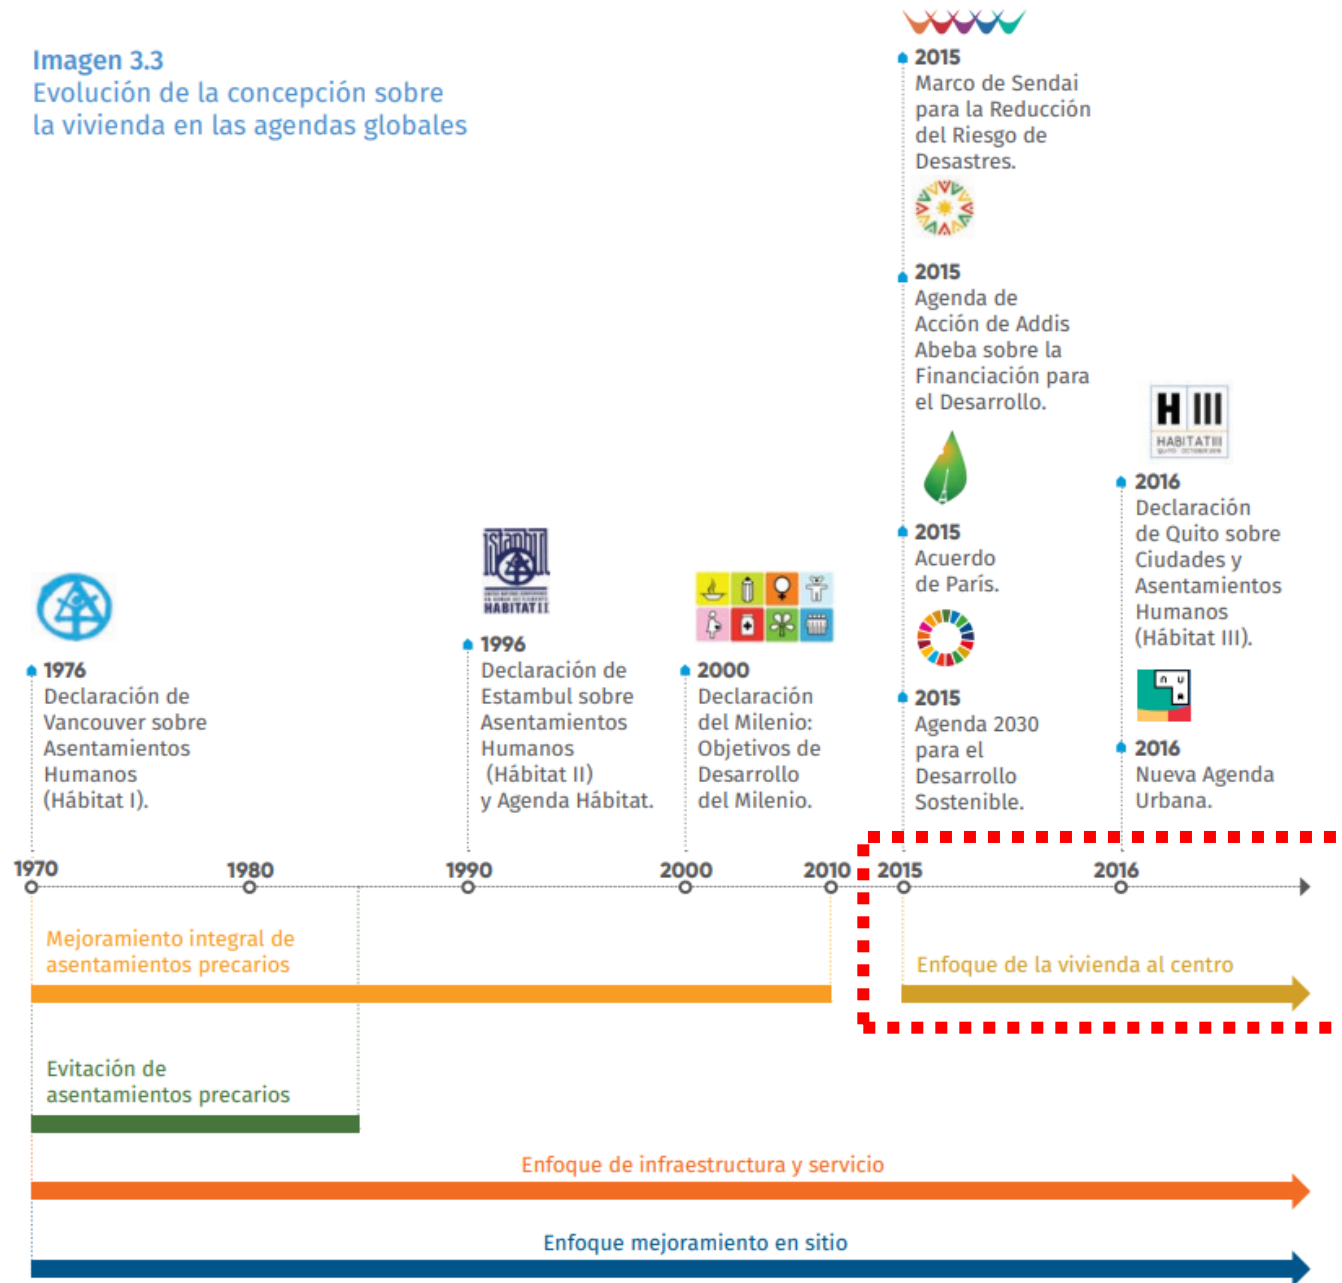 Imagen 3.3
Evolución de la concepción sobre
la vivienda en las agendas globales
1976
Declaración de
Vancouver sobre
Asentamientos
Humanos
(Hábitat I).
istanbul
HABITAT II
1996
Declaración de
Estambul sobre
Asentamientos
Humanos
(Hábitat II)
y Agenda Hábitat.
2000
Declaración
del Milenio:
Objetivos de
Desarrollo
del Milenio.
2015
Marco de Sendai
para la Reducción
del Riesgo de
Desastres.
2015
Agenda de
Acción de Addis
Abeba sobre la
Financiación para
el Desarrollo.
2015
Acuerdo
de París.
2015
Agenda 2030
para el
Desarrollo
Sostenible.
H III
HABITAT III
QUITO OCTOBER 2016
2016
Declaración
de Quito sobre
Ciudades y
Asentamientos
Humanos
(Hábitat III).
n u
a
2016
Nueva Agenda
Urbana.
1970 1980 1990 2000 2010 2015 2016
Mejoramiento integral de
asentamientos precarios
Enfoque de la vivienda al centro
Evitación de
asentamientos precarios
Enfoque de infraestructura y servicio
Enfoque mejoramiento en sitio